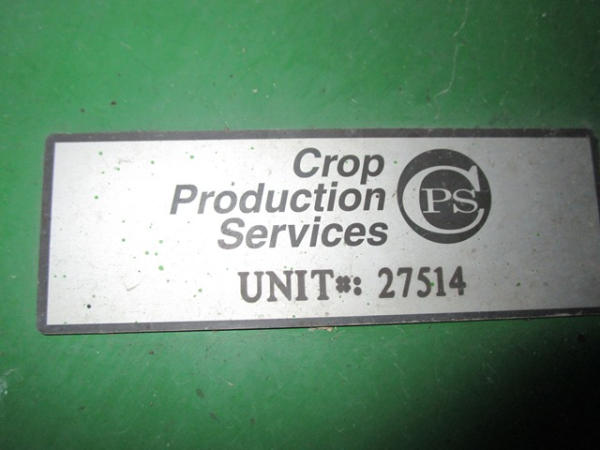 Crop
Production
Services
CPS
UNIT#: 27514